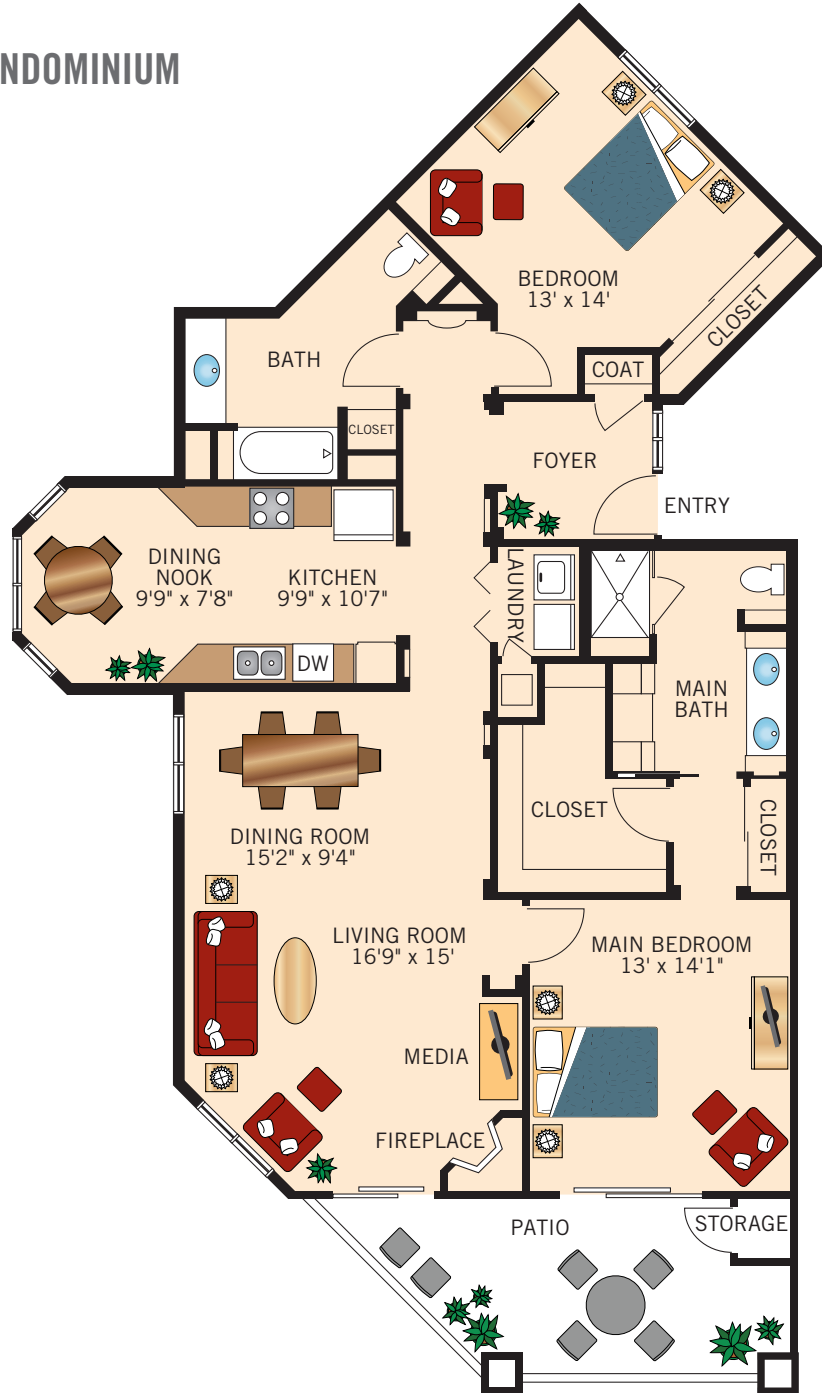 NDOMINIUM
BEDROOM
13' x 14'
CLOSET
COAT
BATH
CLOSET
FOYER
ENTRY
DINING
NOOK
9'9" x 7'8"
KITCHEN
9'9" x 10'7"
LAUNDRY
DW
MAIN
BATH
CLOSET
CLOSET
DINING ROOM
15'2" x 9'4"
LIVING ROOM
16'9" x 15'
MAIN BEDROOM
13' x 14'1"
MEDIA
FIREPLACE
PATIO
STORAGE